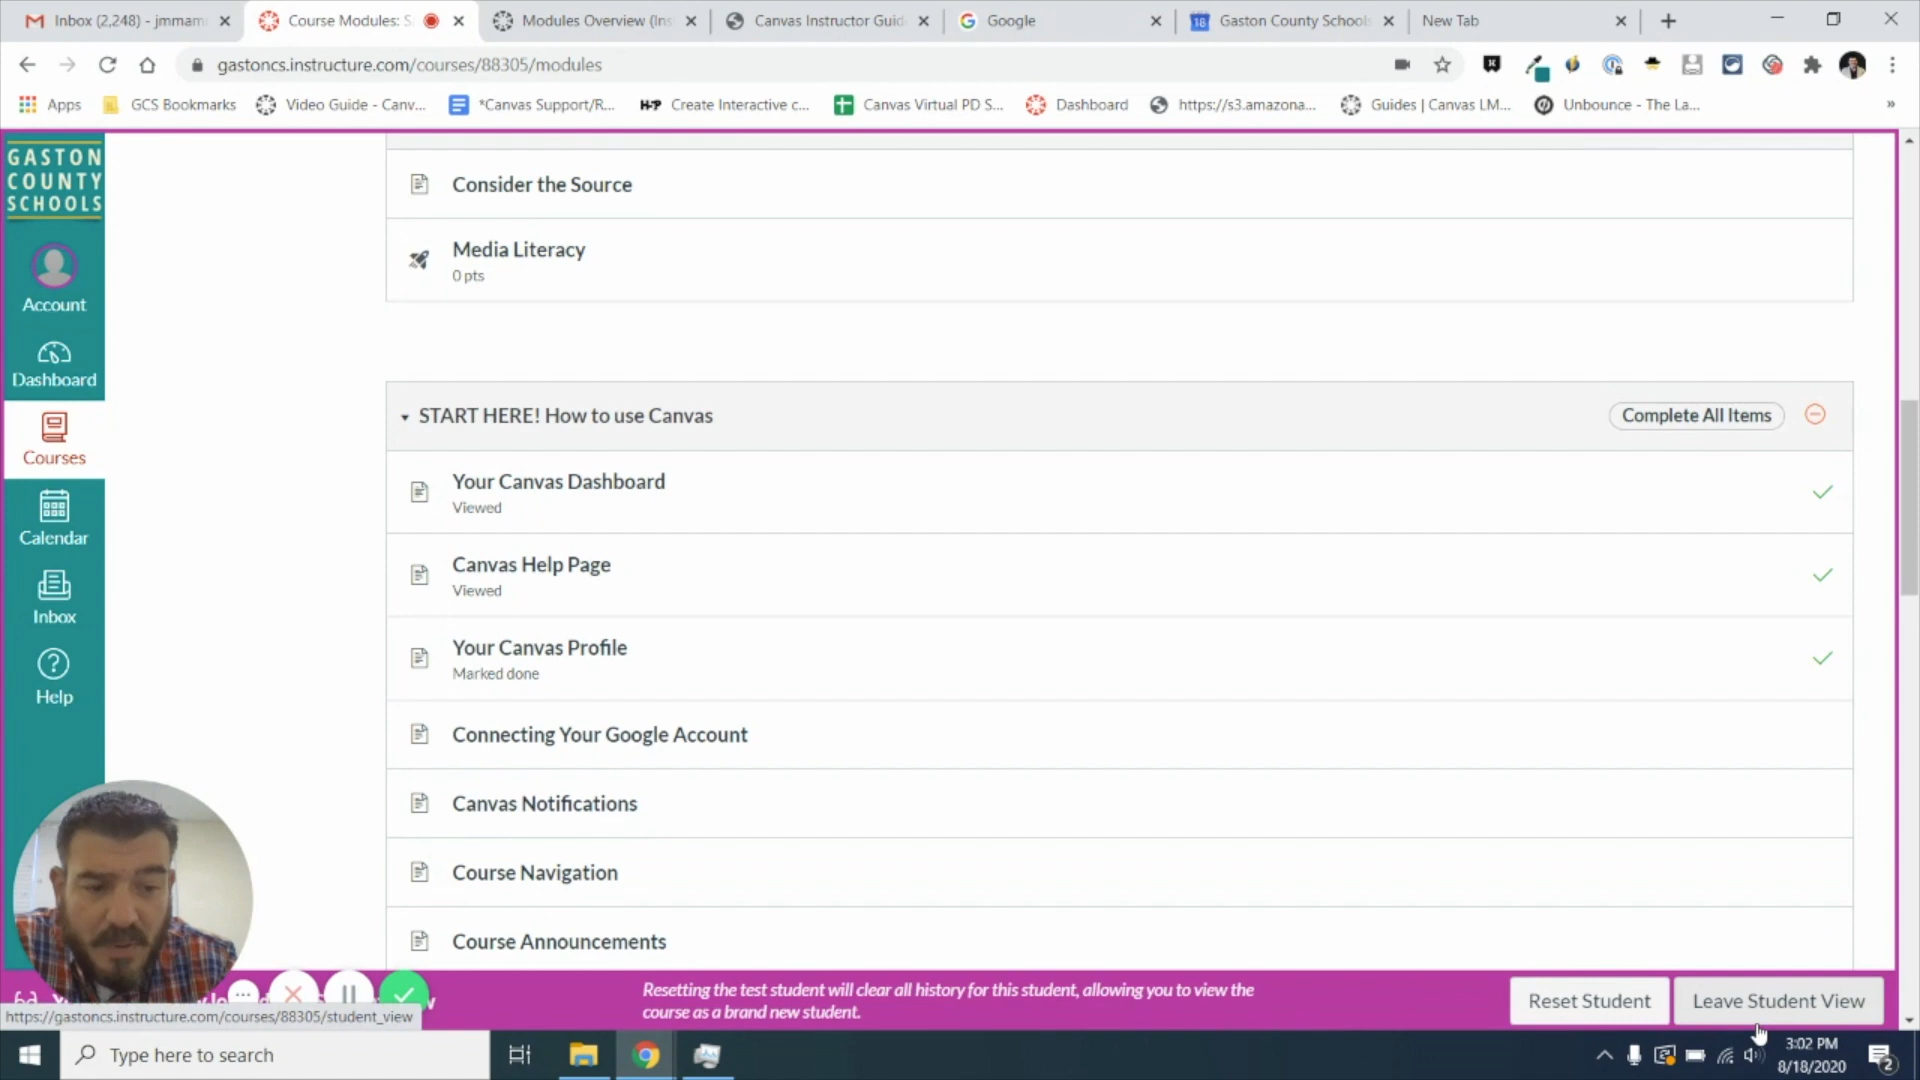 Inbox (2,248) - jmmam
Course Modules: S
Modules Overview (Ins
Canvas Instructor Guid
Google
18
Gaston County Schools
New Tab
gastoncs.instructure.com/courses/88305/modules
Apps
GCS Bookmarks
Video Guide - Canv...
*Canvas Support/R...
H-P
Create Interactive c...
Canvas Virtual PD S...
Dashboard
https://s3.amazona...
Guides | Canvas LM...
Unbounce - The La...
»
GASTON
COUNTY
SCHOOLS
Account
Dashboard
Courses
Calendar
Inbox
Help
Consider the Source
Media Literacy
0 pts
START HERE! How to use Canvas
Complete All Items
Your Canvas Dashboard
Viewed
Canvas Help Page
Viewed
Your Canvas Profile
Marked done
Connecting Your Google Account
Canvas Notifications
Course Navigation
Course Announcements
Resetting the test student will clear all history for this student, allowing you to view the
course as a brand new student.
Reset Student
Leave Student View
https://gastoncs.instructure.com/courses/88305/student_view
Type here to search
3:02 PM
8/18/2020
2